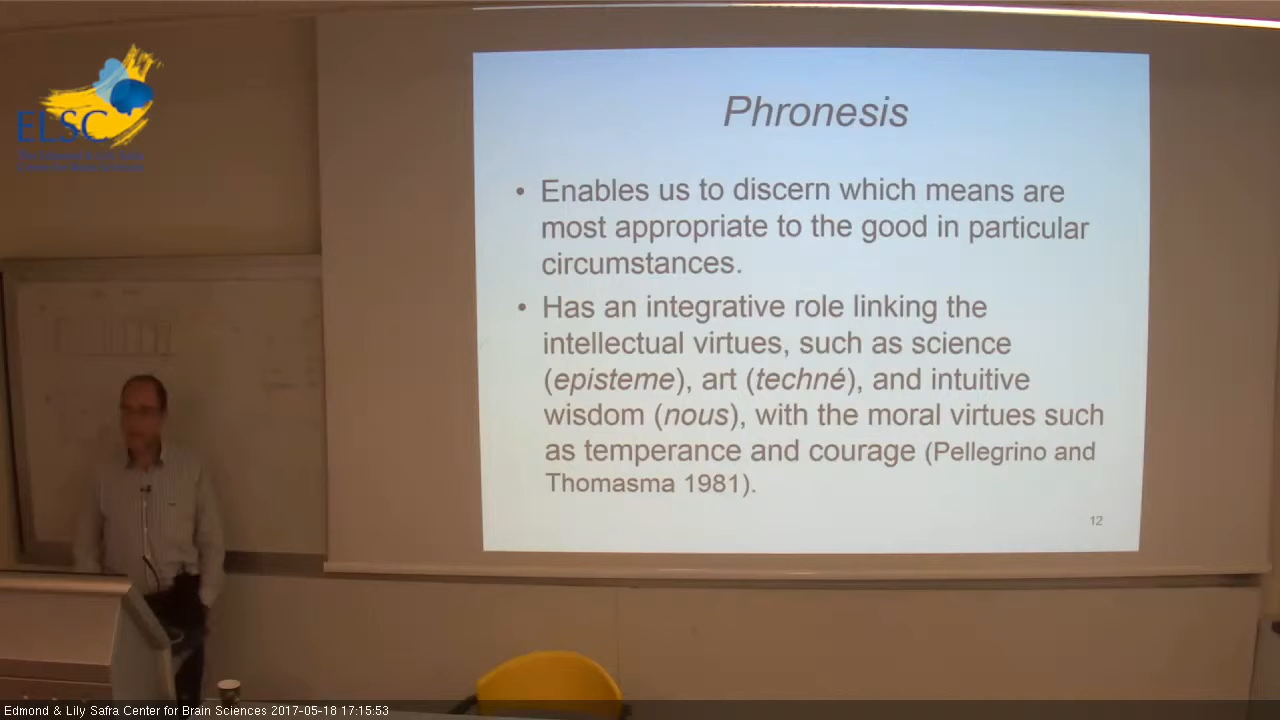 ELSC
Phronesis
• Enables us to discern which means are
most appropriate to the good in particular
circumstances.
• Has an integrative role linking the
intellectual virtues, such as science
(episteme), art (techné), and intuitive
wisdom (nous), with the moral virtues such
as temperance and courage (Pellegrino and
Thomasma 1981).
12
Edmond & Lily Safra Center for Brain Sciences 2017-05-18 17:15:53